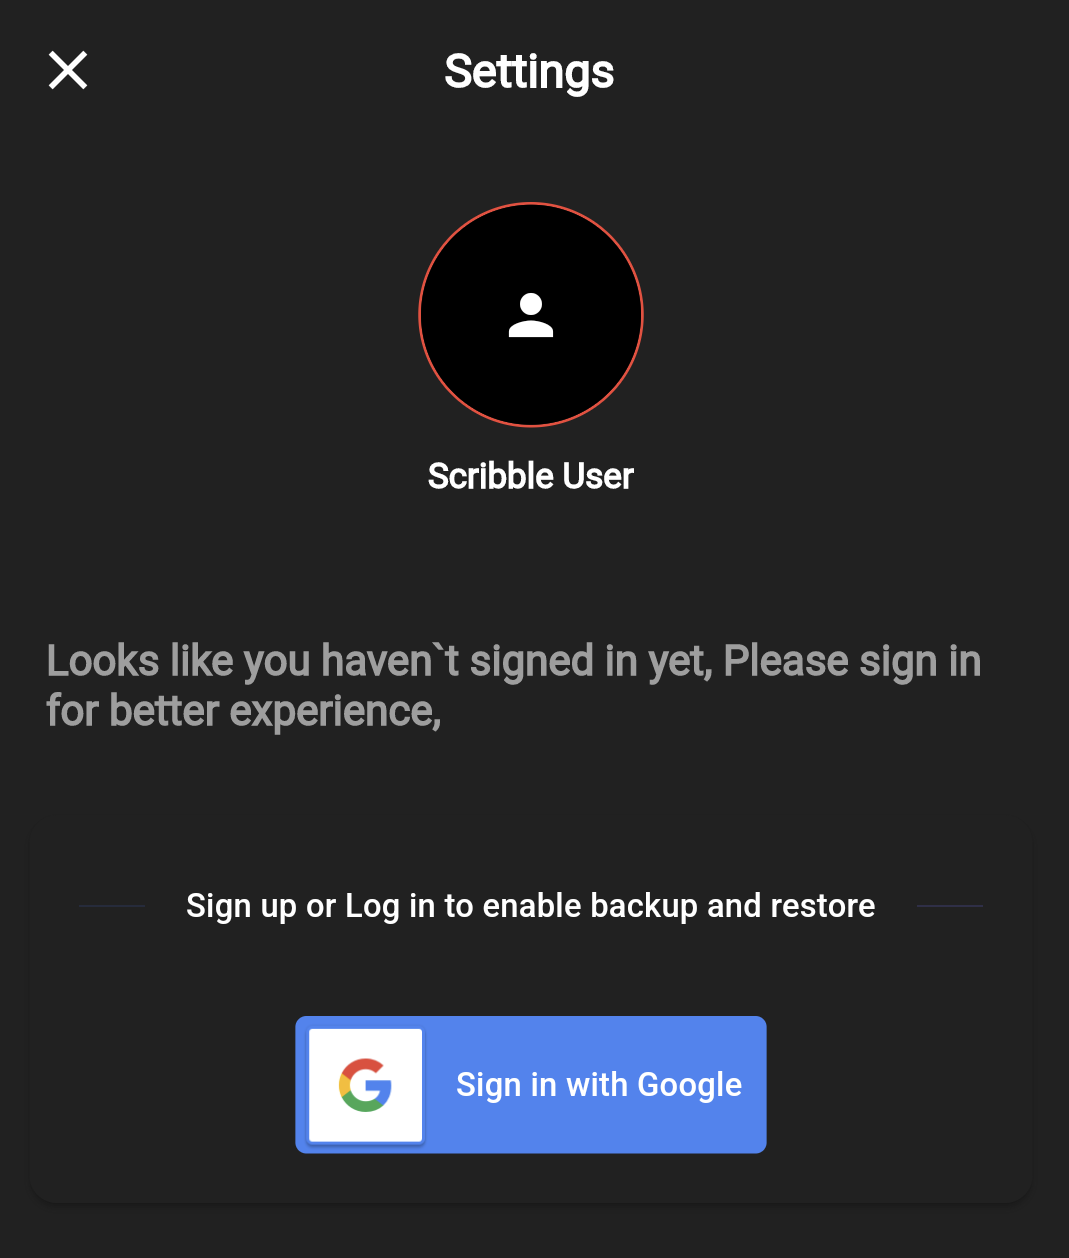 Settings
Scribble User
Looks like you haven`t signed in yet, Please sign in
for better experience,
Sign up or Log in to enable backup and restore
Sign in with Google